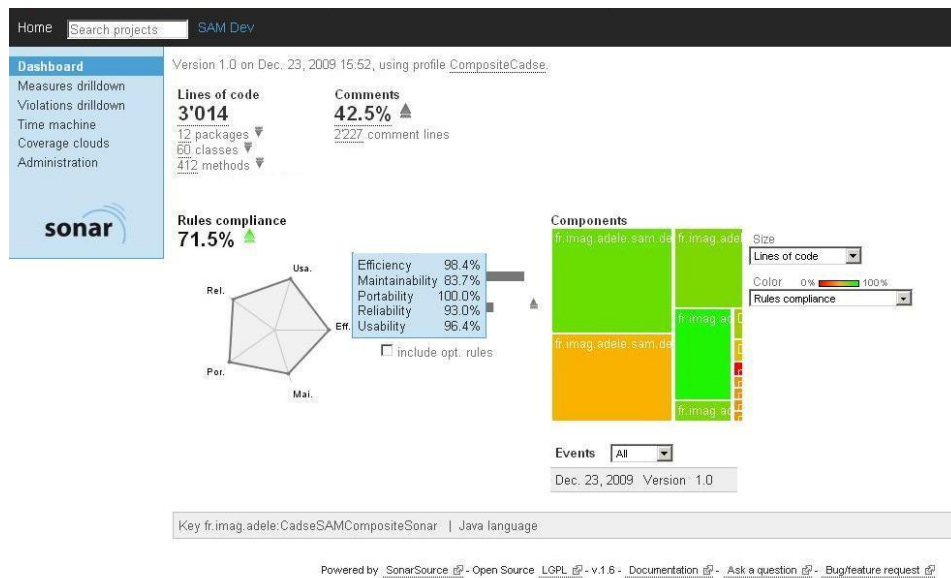 Home Search projects SAM Dev
Dashboard
Measures drilldown
Violations drilldown
Time machine
Coverage clouds
Administration
sonar
Version 1.0 on Dec. 23, 2009 15:52, using profile CompositeCadse.
Lines of code
3'014
12 packages
60 classes
412 methods
Comments
42.5%
2'227 comment lines
Rules compliance
71.5%
Usa.
Rel.
Eff.
Por.
Mai.
Efficiency 98.4%
Maintainability 83.7%
Portability 100.0%
Reliability 93.0%
Usability 96.4%
include opt. rules
Components
fr.imag.adele.sam.de
fr.imag.adel
fr.imag.adele.sam.de
fr.imag.ad
fr.imag.ad
Size
Lines of code
Color 0% 100%
Rules compliance
Events All
Dec. 23, 2009 Version 1.0
Key fr.imag.adele:CadseSAMCompositeSonar | Java language
Powered by SonarSource - Open Source LGPL - v.1.6 - Documentation - Ask a question - Bug/feature request